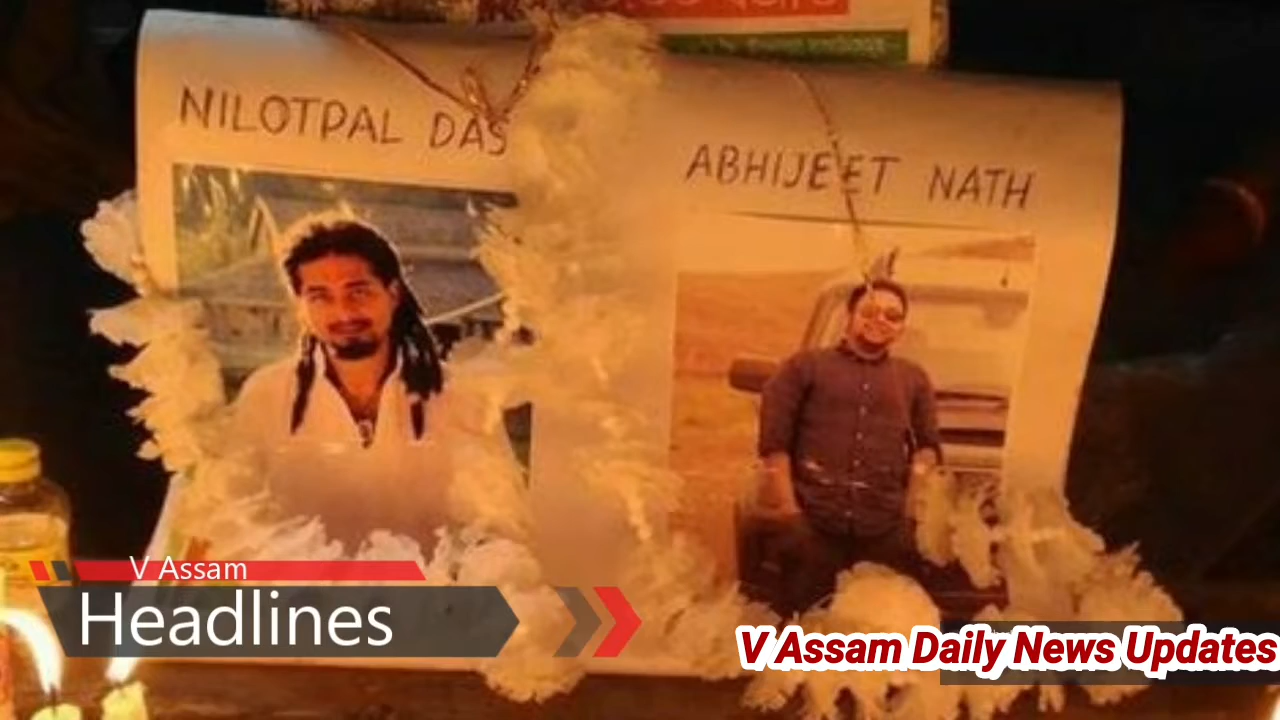 NILOTPAL DAS
ABHIJEET NATH
V Assam
Headlines
V Assam Daily News Updates